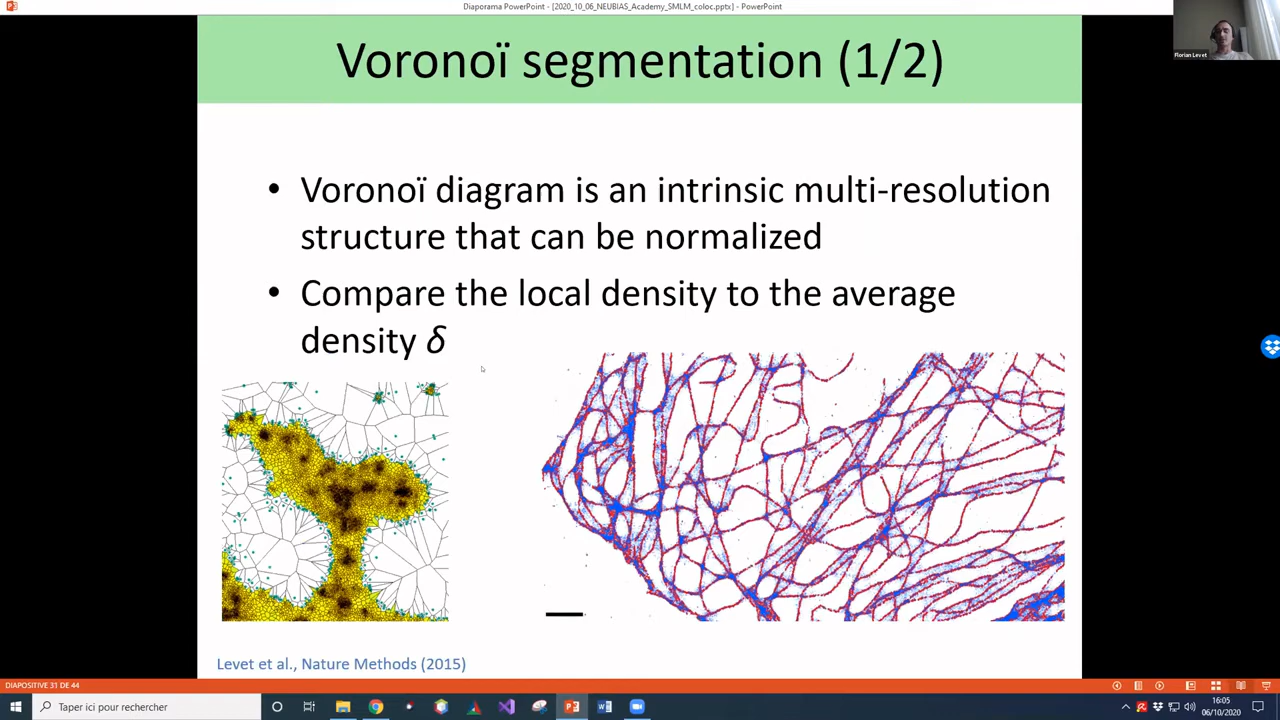 Diaporama PowerPoint - [2020_10_06_NEUBIAS_Academy_SMLM_coloc.pptx] - PowerPoint
Florian Levet
Voronoï segmentation (1/2)
• Voronoï diagram is an intrinsic multi-resolution
structure that can be normalized
• Compare the local density to the average
density δ
Levet et al., Nature Methods (2015)
DIAPOSITIVE 31 DE 44
Taper ici pour rechercher
16:05
06/10/2020